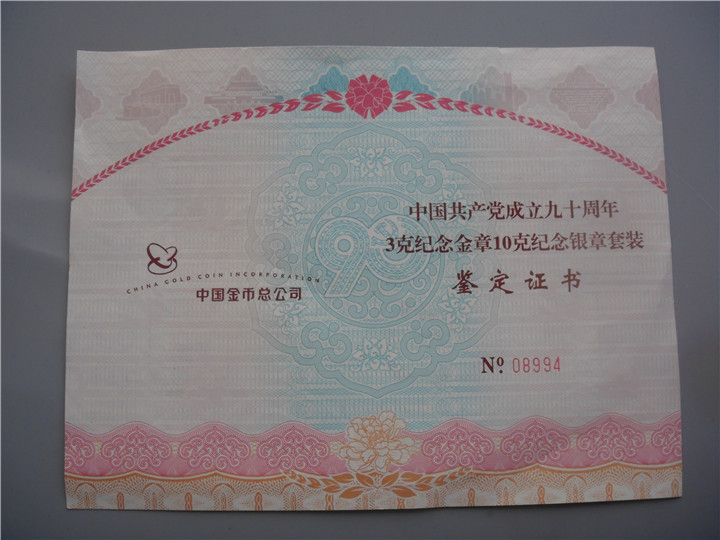 中国共产党成立九十周年
3克纪念金章10克纪念银章套装
鉴定证书
CHINA GOLD COIN INCORPORATION
中国金币总公司
90
Nº 08994